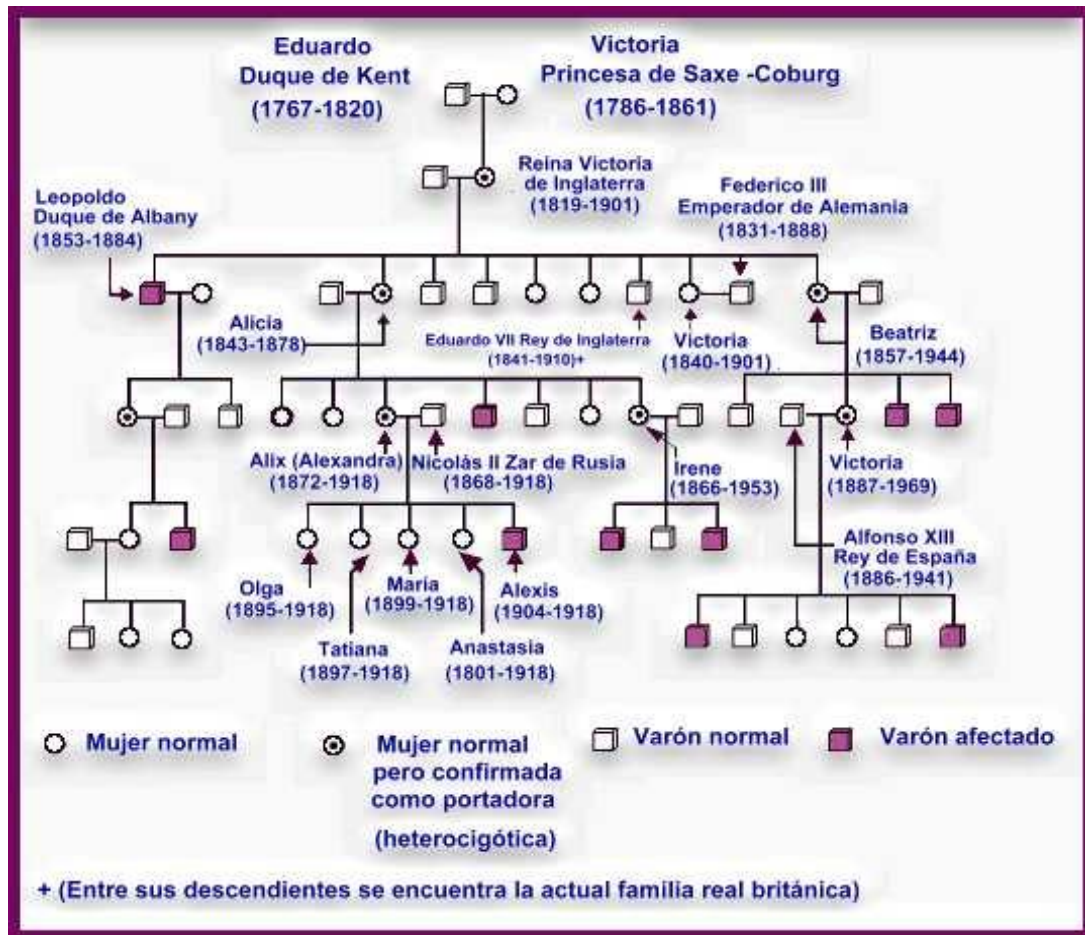 Eduardo
Duque de Kent
(1767-1820)
Victoria
Princesa de Saxe -Coburg
(1786-1861)
Reina Victoria
de Inglaterra
(1819-1901)
Federico III
Emperador de Alemania
(1831-1888)
Leopoldo
Duque de Albany
(1853-1884)
Alicia
(1843-1878)
Eduardo VII Rey de Inglaterra
(1841-1910)+
Victoria
(1840-1901)
Beatriz
(1857-1944)
Alix (Alexandra)
(1872-1918)
Nicolás II Zar de Rusia
(1868-1918)
Irene
(1866-1953)
Victoria
(1887-1969)
Alfonso XIII
Rey de España
(1886-1941)
Olga
(1895-1918)
María
(1899-1918)
Alexis
(1904-1918)
Tatiana
(1897-1918)
Anastasia
(1801-1918)
Mujer normal
Mujer normal
pero confirmada
como portadora
(heterocigótica)
Varón normal
Varón afectado
+ (Entre sus descendientes se encuentra la actual familia real británica)